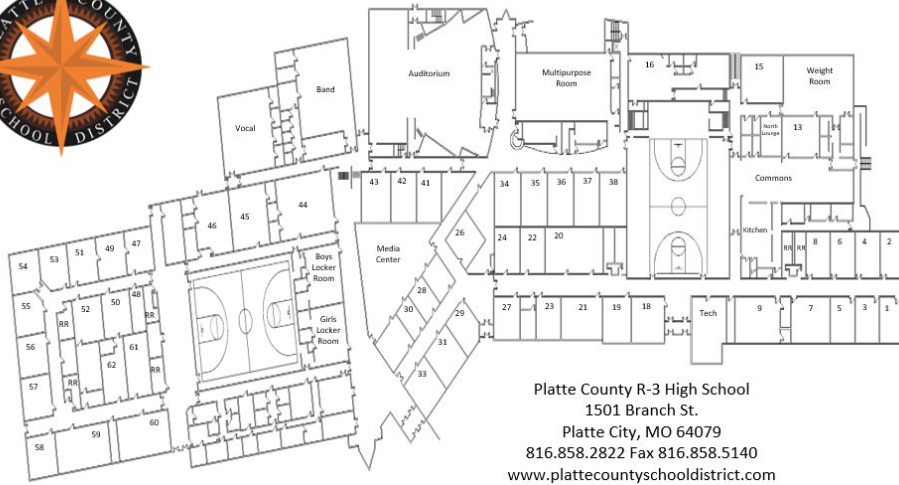 PLATTE COUNTY
SCHOOL DISTRICT
Auditorium
Multipurpose
Room
16
15
Weight
Room
Band
Vocal
North
Lounge
13
Commons
43
42
41
34
35
36
37
38
44
45
46
26
24
22
20
Kitchen
RR
RR
8
6
4
2
Media
Center
54
53
51
49
47
Boys
Locker
Room
28
30
29
31
33
27
23
21
19
18
Tech
9
7
5
3
1
55
52
50
48
RR
RR
Girls
Locker
Room
56
61
62
57
RR
RR
58
59
60
Platte County R-3 High School
1501 Branch St.
Platte City, MO 64079
816.858.2822 Fax 816.858.5140
www.plattecountyschooldistrict.com